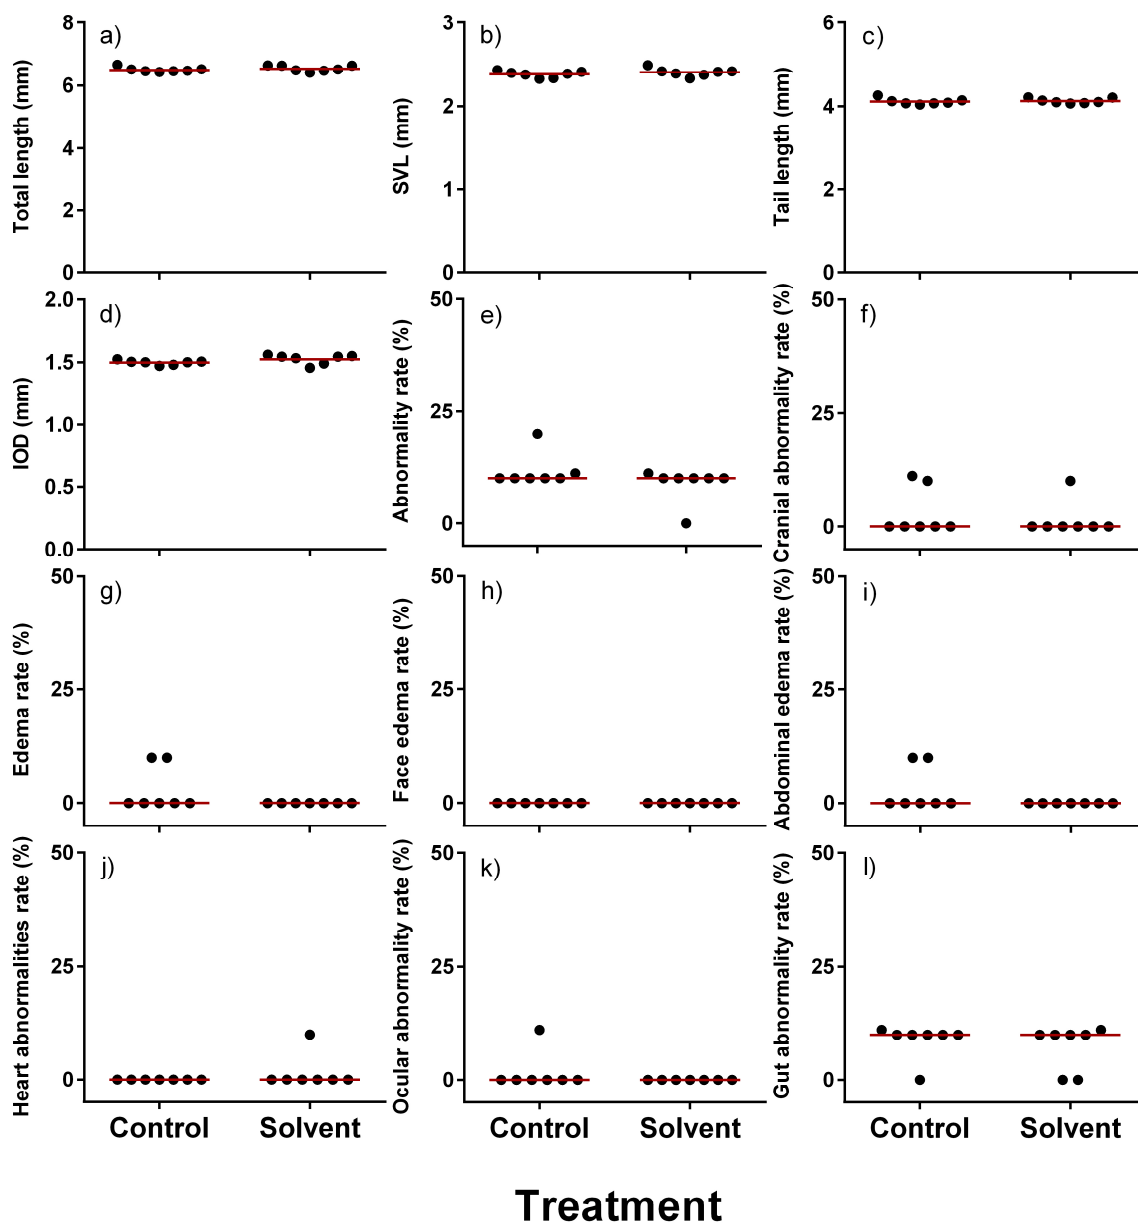 a)
Total length (mm)
8
6
4
2
0
b)
SVL (mm)
3
2
1
0
c)
Tail length (mm)
6
4
2
0
d)
IOD (mm)
2.0
1.5
1.0
0.5
0.0
e)
Abnormality rate (%)
50
25
0
f)
Cranial abnormality rate (%)
50
25
0
g)
Edema rate (%)
50
25
0
h)
Face edema rate (%)
50
25
0
i)
Abdominal edema rate (%)
50
25
0
j)
Heart abnormalities rate (%)
50
25
0
Control Solvent
k)
Ocular abnormality rate (%)
50
25
0
Control Solvent
l)
Gut abnormality rate (%)
50
25
0
Control Solvent
Treatment